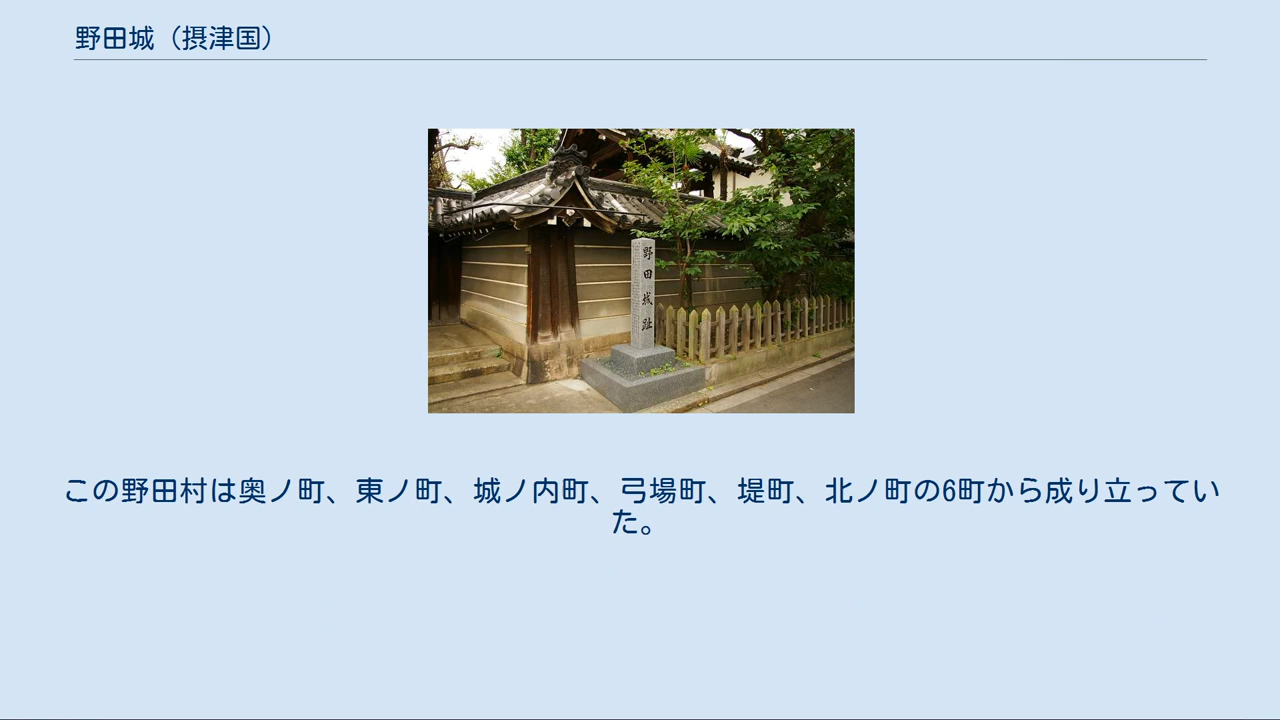 野田城（摂津国）
野田城趾
この野田村は奥ノ町、東ノ町、城ノ内町、弓場町、堤町、北ノ町の6町から成り立ってい
た。